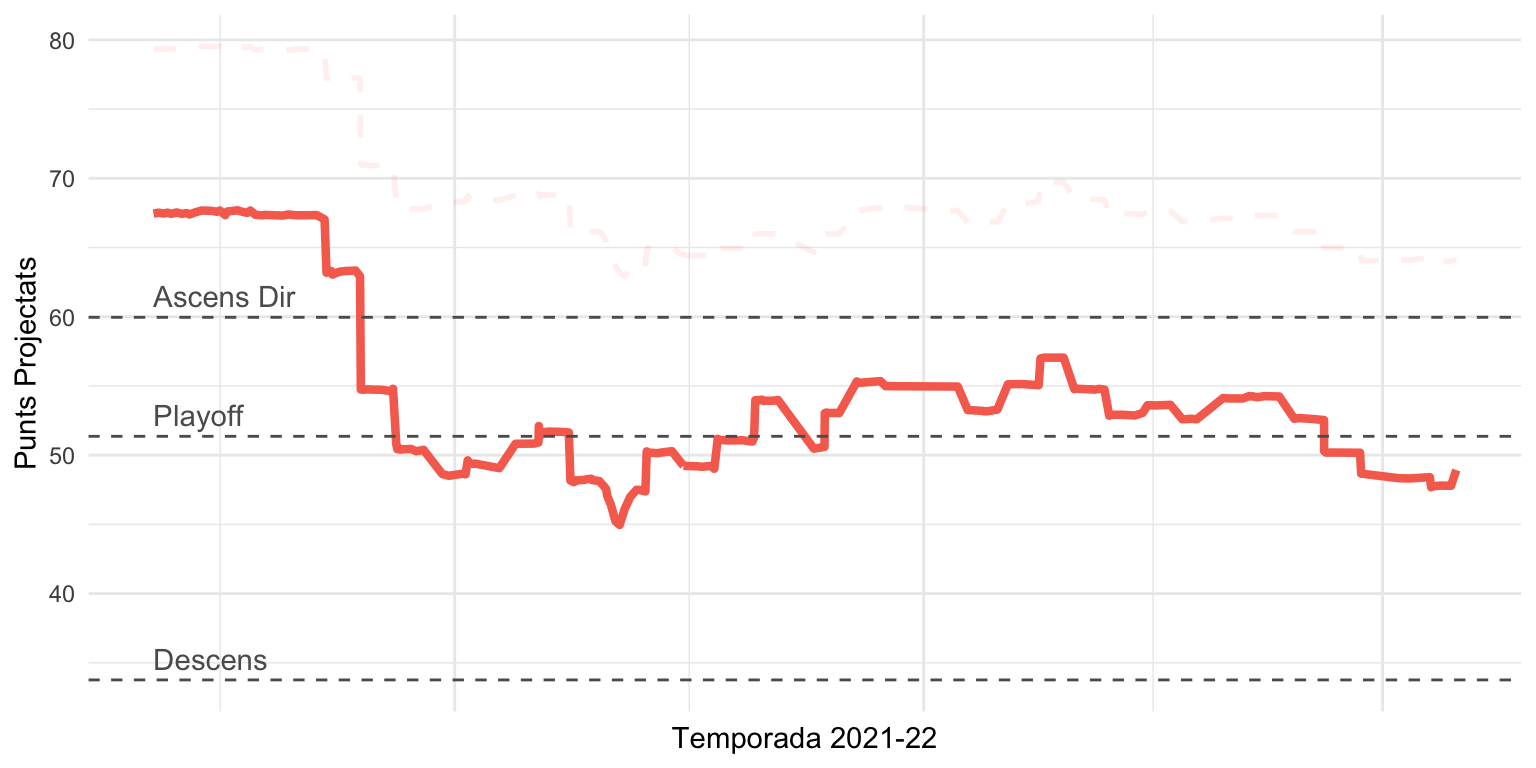 80
70
60
50
40
Punts Projectats
Ascens Dir
Playoff
Descens
Temporada 2021-22